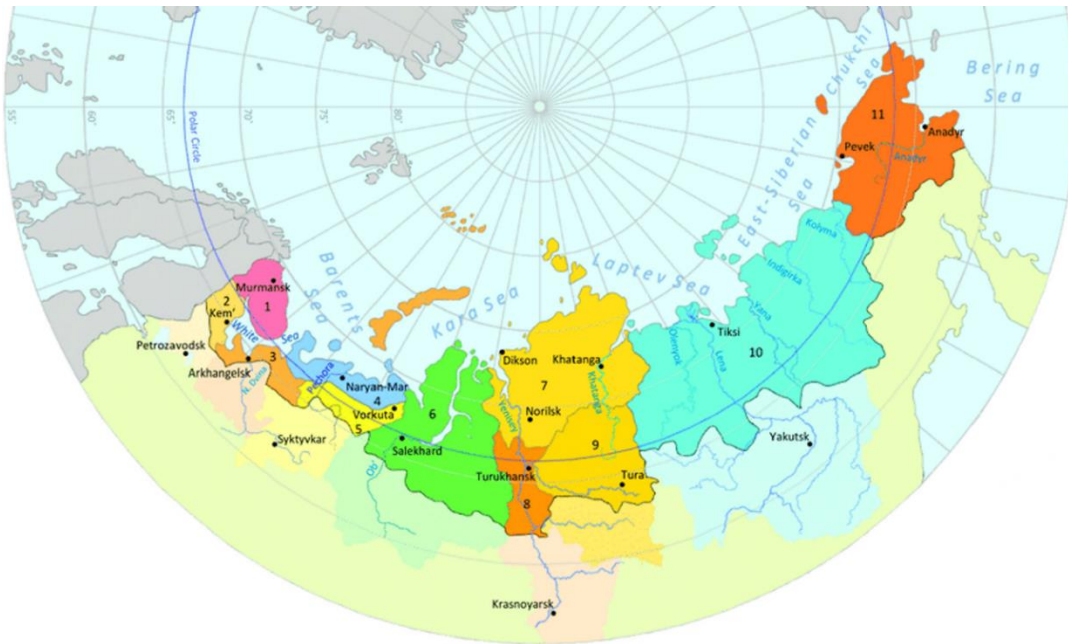 Bering
Sea
Chukchi
Sea
East-Siberian
Sea
Laptev Sea
Kara Sea
Barents
Sea
White
Sea
Polar Circle
55°
60°
65°
70°
75°
80°
11
Anadyr
Pevek
Anadyr
Kolyma
Indigirka
Yana
Tiksi
Lena
Olenyok
10
Yakutsk
Murmansk
1
2
Kem'
Petrozavodsk
3
Arkhangelsk
N. Dvina
Pechora
Naryan-Mar
4
Vorkuta
5
Syktyvkar
6
Salekhard
Ob'
Dikson
7
Khatanga
Khatanga
Yenisey
Norilsk
9
Turukhansk
Tura
8
Krasnoyarsk